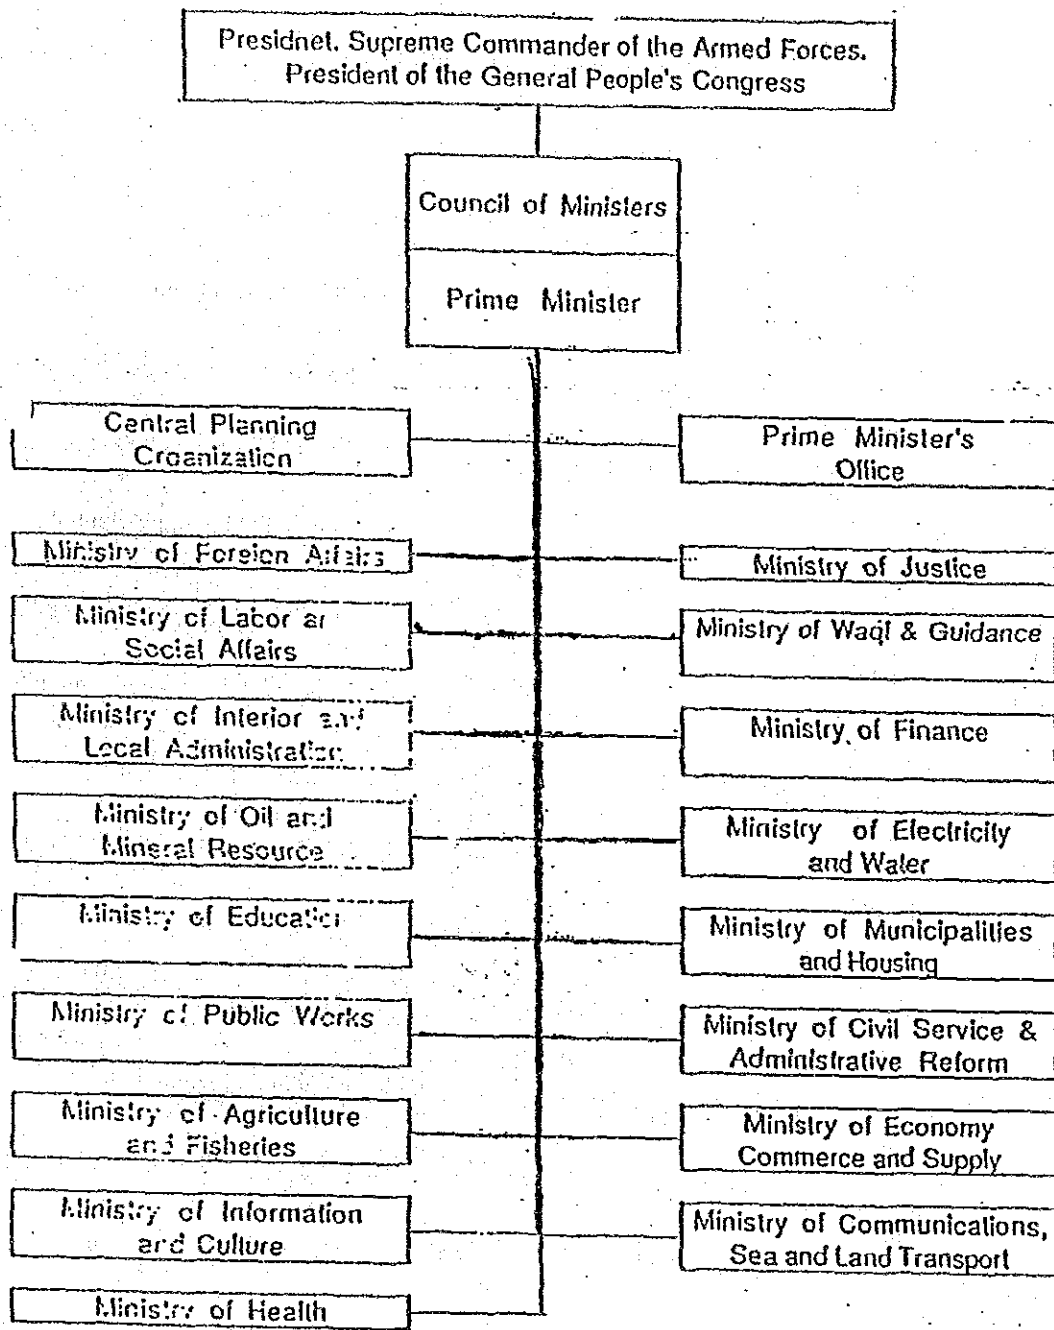 Presidnet, Supreme Commander of the Armed Forces.
President of the General People's Congress
Council of Ministers
Prime Minister
Central Planning
Croanization
Prime Minister's
Office
Ministry of Foreign Affairs
Ministry of Justice
Ministry of Labor ar
Social Affairs
Ministry of Waqf & Guidance
Ministry of Interior and
Local Administration
Ministry of Finance
Ministry of Oil and
Mineral Resource
Ministry of Electricity
and Water
Ministry of Education
Ministry of Municipalities
and Housing
Ministry of Public Works
Ministry of Civil Service &
Administrative Reform
Ministry of Agriculture
and Fisheries
Ministry of Economy
Commerce and Supply
Ministry of Information
and Culture
Ministry of Communications,
Sea and Land Transport
Ministry of Health